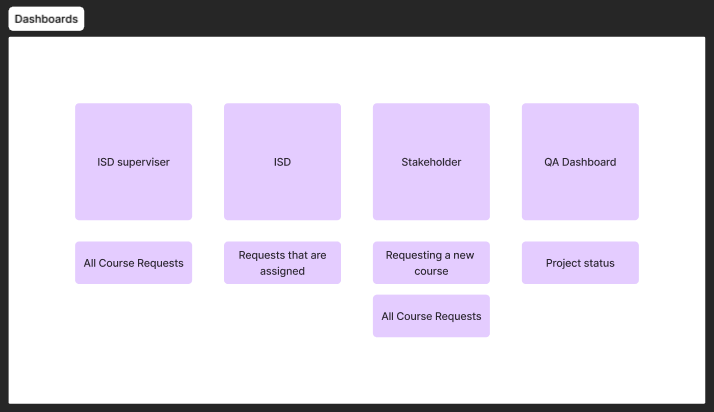 Dashboards
ISD superviser
ISD
Stakeholder
QA Dashboard
All Course Requests
Requests that are
assigned
Requesting a new
course
Project status
All Course Requests